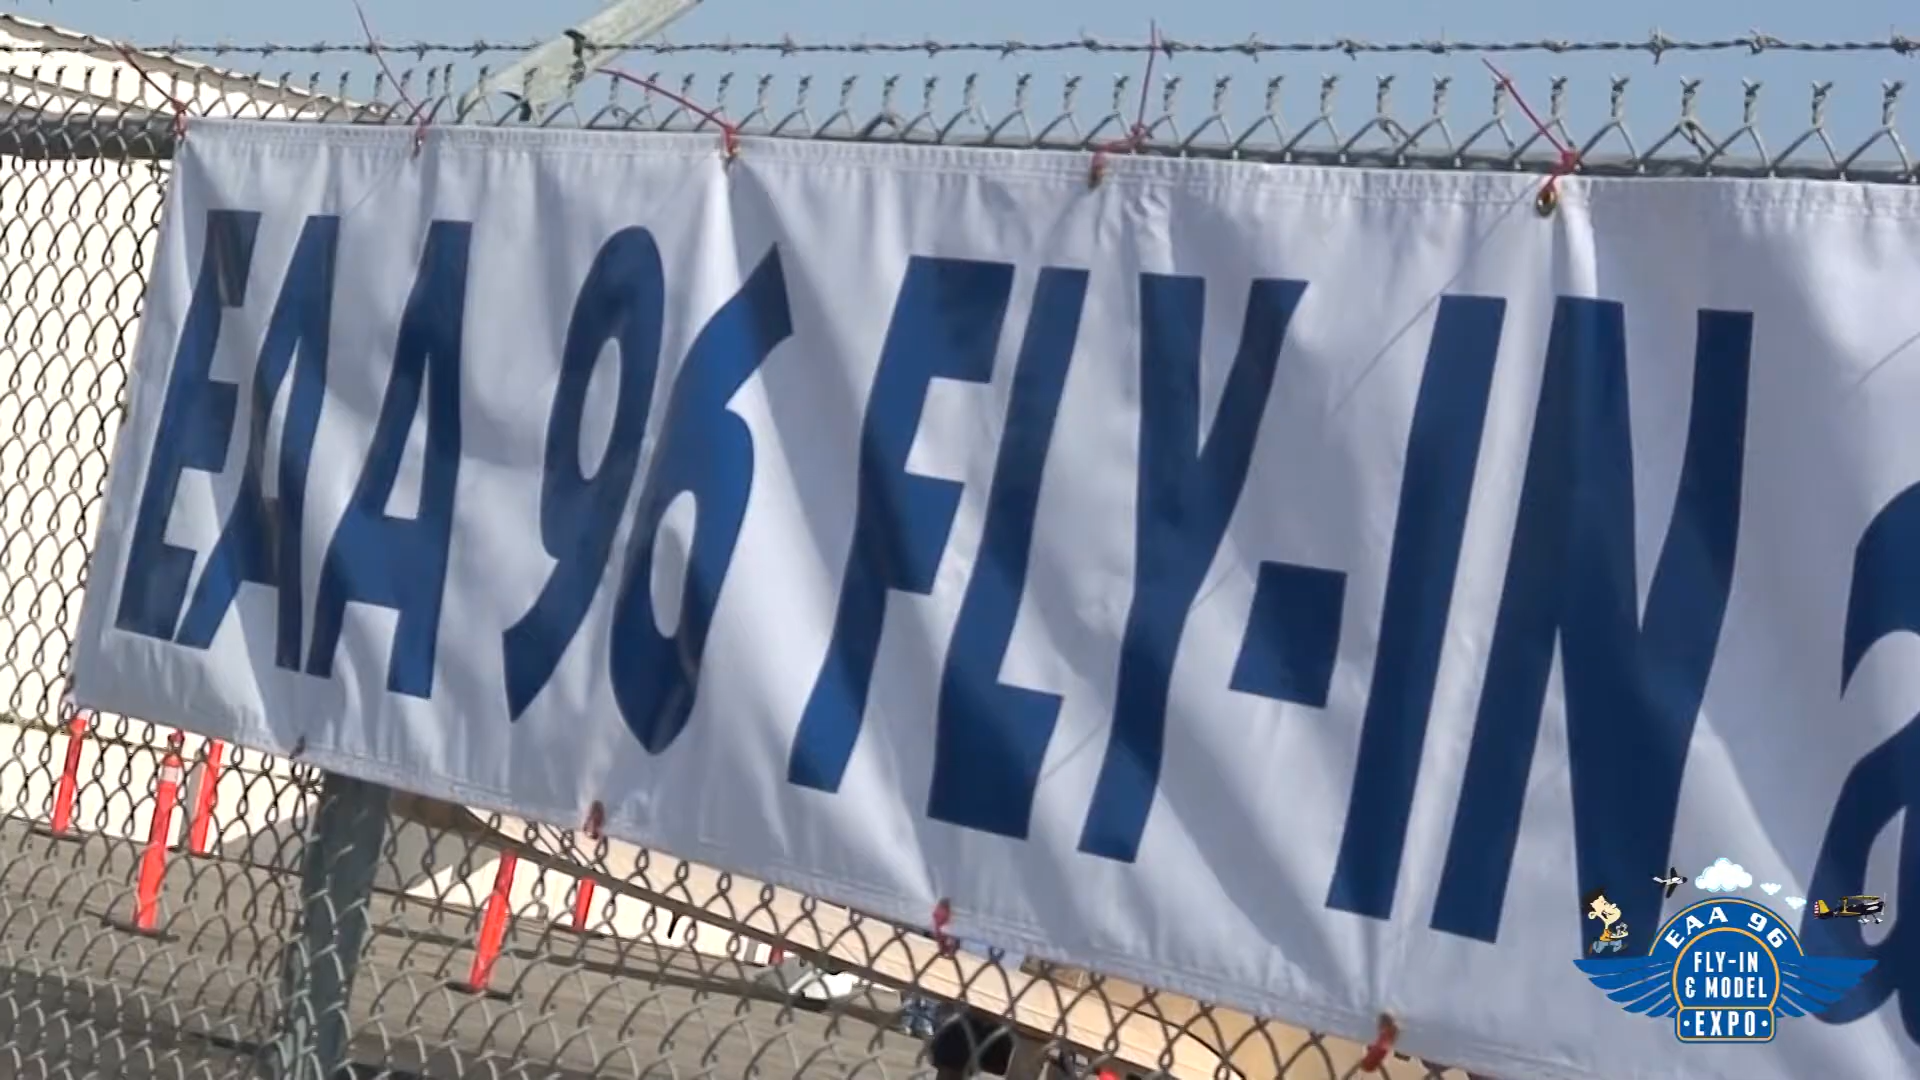 EAA 96 FLY-IN
EAA 96
FLY-IN
& MODEL
EXPO